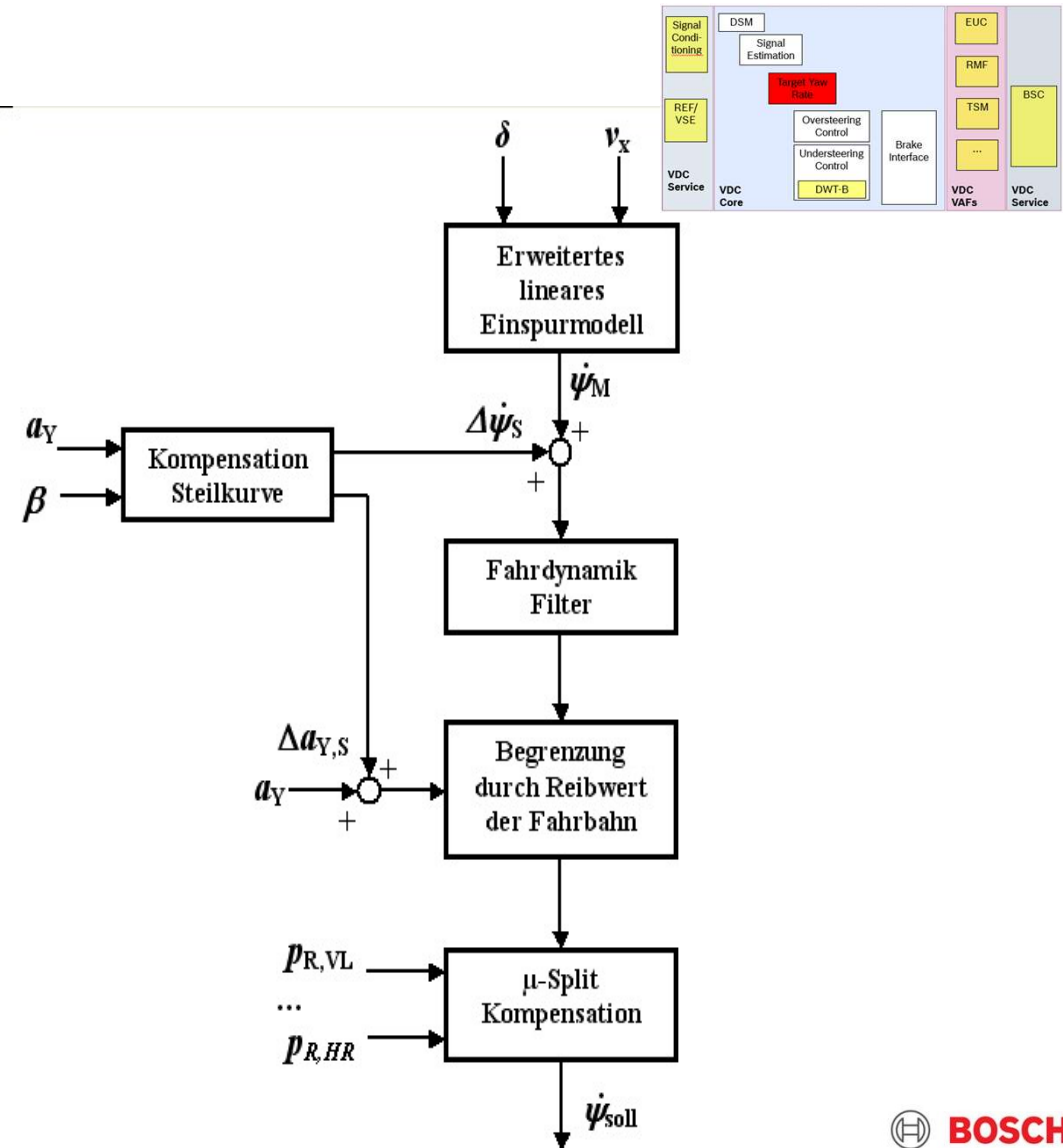 Signal
Condi-
tioning
REF/
VSE
VDC
Service
DSM
Signal
Estimation
Target Yaw
Rate
Oversteering
Control
Understeering
Control
DWT-B
Brake
Interface
VDC
Core
EUC
RMF
TSM
...
VDC
VAFs
BSC
VDC
Service
δ
vx
Erweitertes
lineares
Einspurmodell
ψ̇M
aY
β
Kompensation
Steilkurve
Δψ̇S
+
+
Fahrdynamik
Filter
ΔaY,S
aY
+
+
Begrenzung
durch Reibwert
der Fahrbahn
pR,VL
...
pR,HR
μ-Split
Kompensation
ψ̇soll
BOSCH